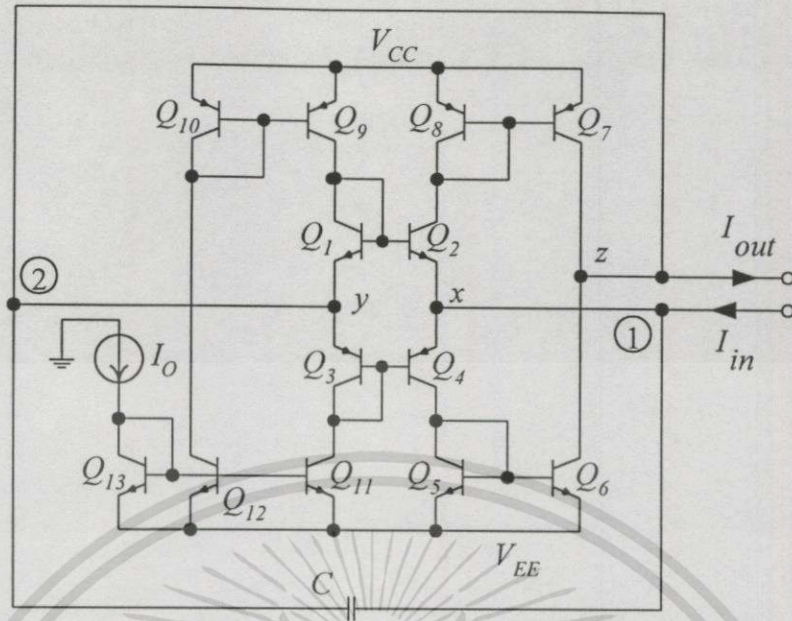 V_CC
Q_10
Q_9
Q_8
Q_7
Q_1
Q_2
z
I_out
②
y
x
①
I_in
I_O
Q_3
Q_4
Q_13
Q_12
Q_11
Q_5
Q_6
V_EE
C